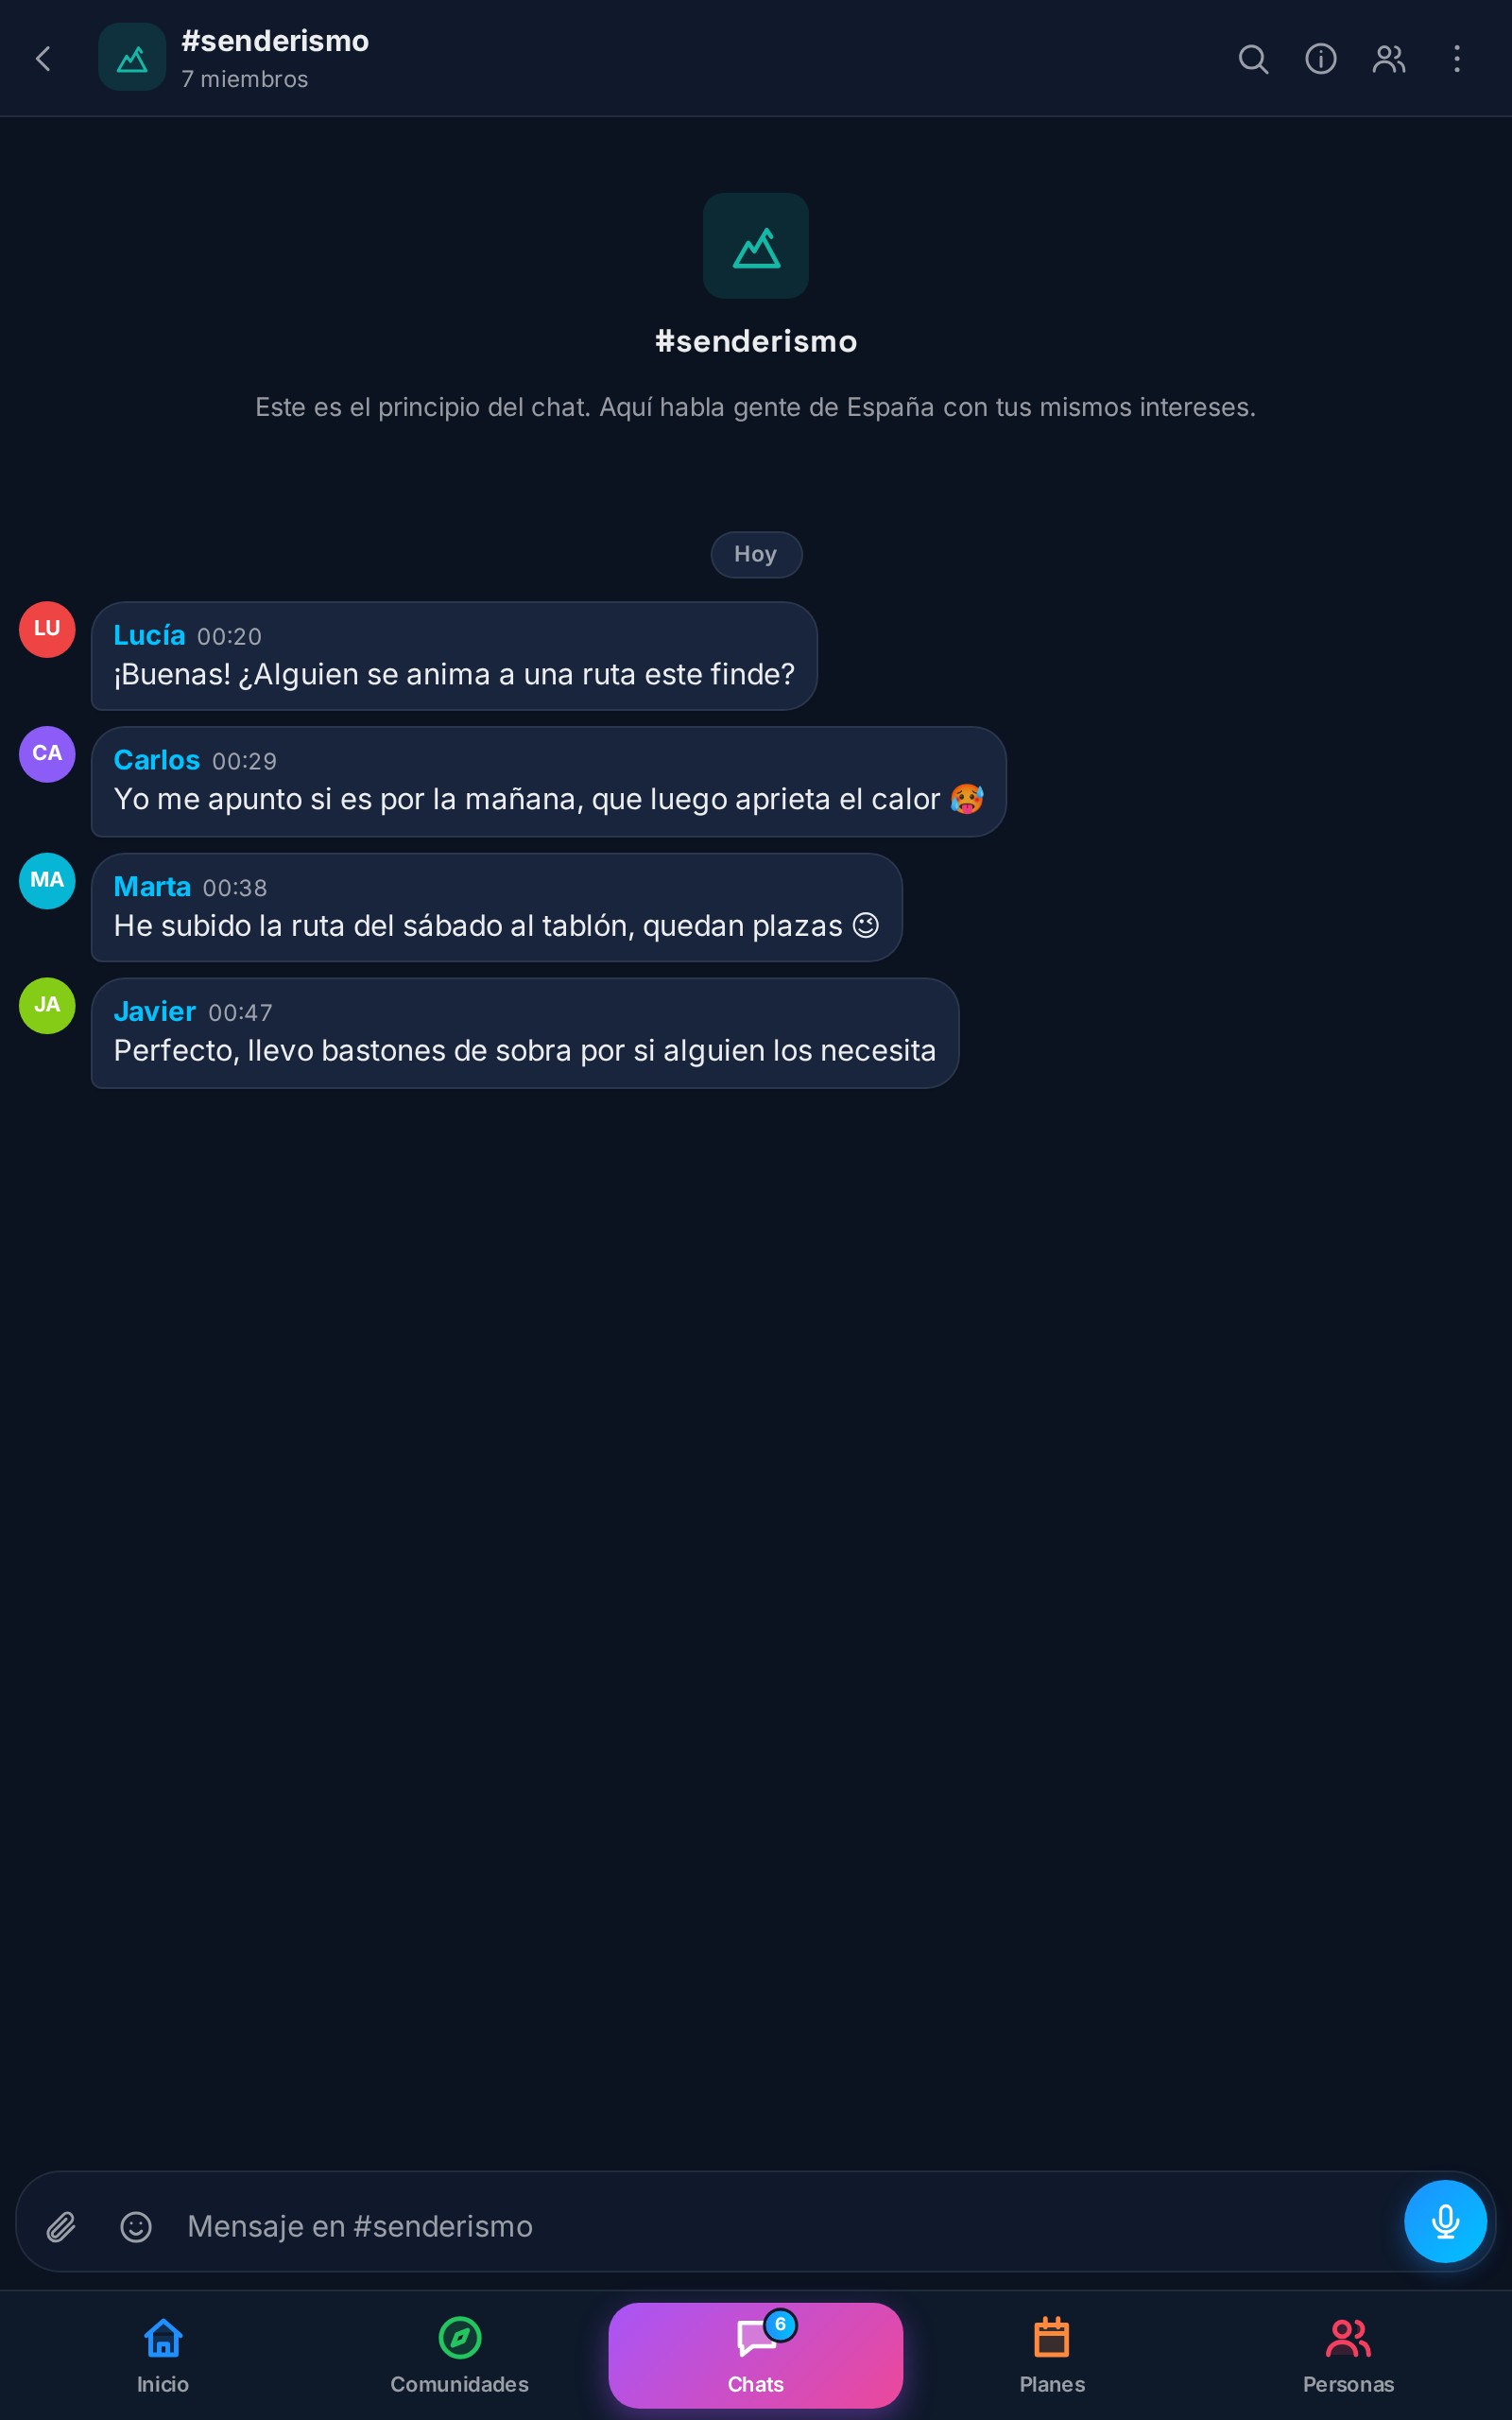 #senderismo
7 miembros
#senderismo
Este es el principio del chat. Aquí habla gente de España con tus mismos intereses.
Hoy
LU
Lucía 00:20
¡Buenas! ¿Alguien se anima a una ruta este finde?
CA
Carlos 00:29
Yo me apunto si es por la mañana, que luego aprieta el calor 🥵
MA
Marta 00:38
He subido la ruta del sábado al tablón, quedan plazas 😉
JA
Javier 00:47
Perfecto, llevo bastones de sobra por si alguien los necesita
Mensaje en #senderismo
6
Inicio
Comunidades
Chats
Planes
Personas